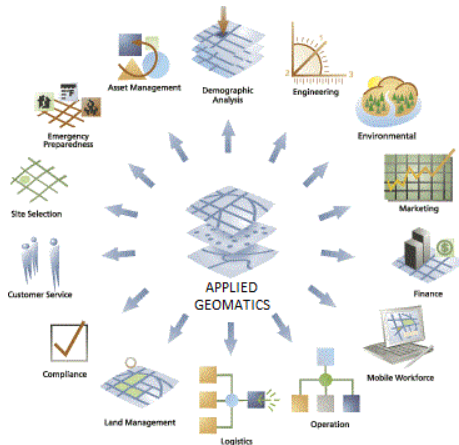 Asset Management
Demographic
Analysis
Engineering
Emergency
Preparedness
Environmental
Site Selection
Marketing
APPLIED
GEOMATICS
Customer Service
Finance
Compliance
Mobile Workforce
Land Management
Logistics
Operation